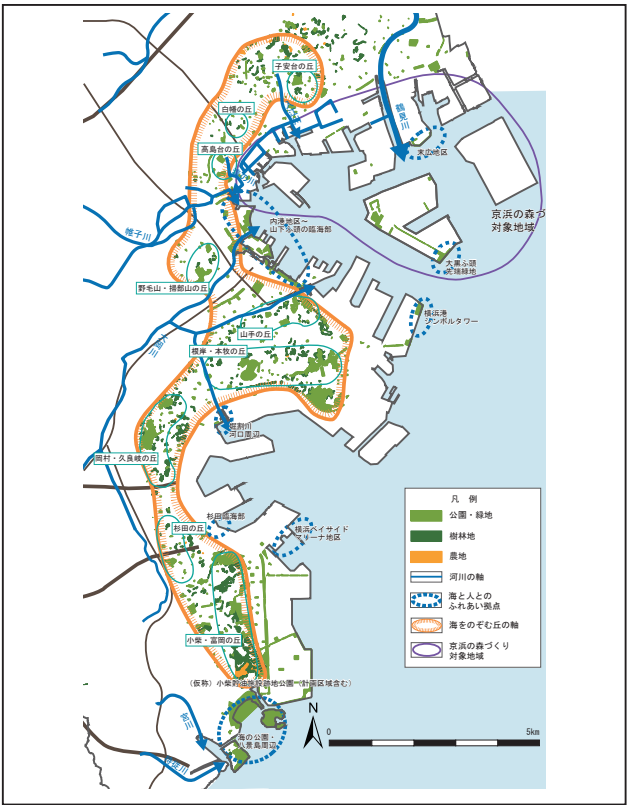 子安台の丘
白幡の丘
高島台の丘
鶴見川
末広地区
京浜の森づ
対象地域
内港地区～
山下ふ頭の臨海部
帷子川
大黒ふ頭
先端緑地
野毛山・掃部山の丘
横浜港
シンボルタワー
山手の丘
根岸・本牧の丘
堀割川
河口周辺
岡村・久良岐の丘
杉田臨海部
杉田の丘
横浜ベイサイド
マリーナ地区
小柴・富岡の丘
（仮称）小柴貯油施設跡地公園（計画区域含む）
宮川
海の公園・
八景島周辺
凡　例
公園・緑地
樹林地
農地
河川の軸
海と人との
ふれあい拠点
海をのぞむ丘の軸
京浜の森づくり
対象地域
N
0
5km